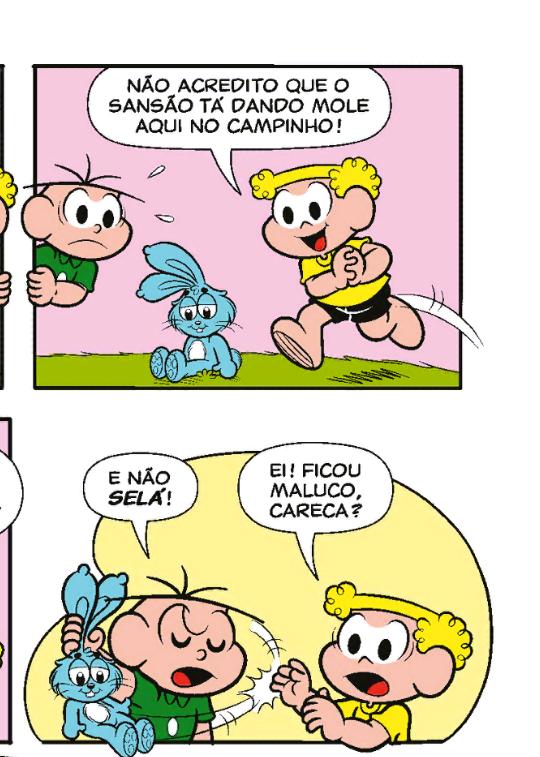 NÃO ACREDITO QUE O
SANSÃO TÁ DANDO MOLE
AQUI NO CAMPINHO!
E NÃO
SELÁ!
EI! FICOU
MALUCO,
CARECA?